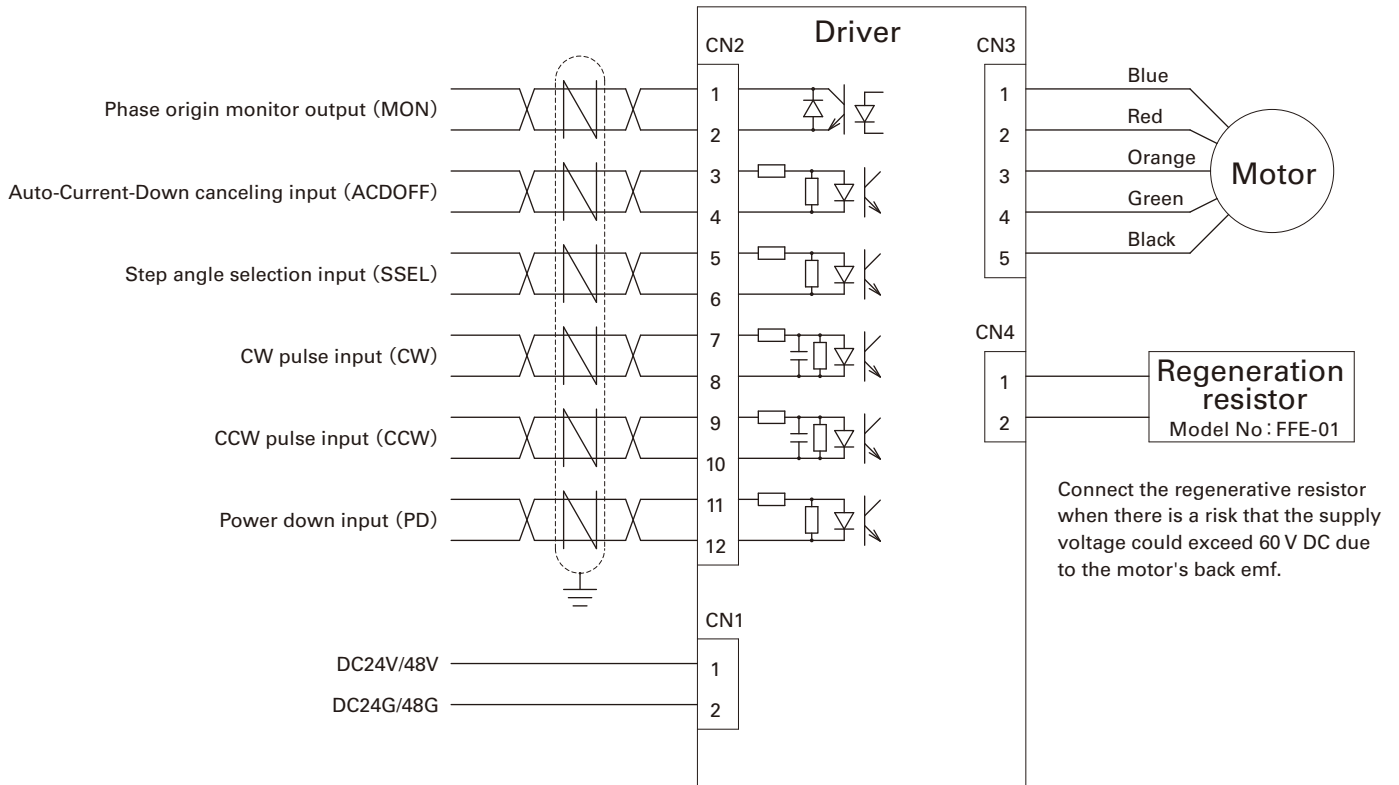 Driver
CN2
CN3
Phase origin monitor output (MON)
1
2
Auto-Current-Down canceling input (ACDOFF)
3
4
Step angle selection input (SSEL)
5
6
CW pulse input (CW)
7
8
CCW pulse input (CCW)
9
10
Power down input (PD)
11
12
1
2
3
4
5
Blue
Red
Orange
Green
Black
Motor
CN4
1
2
Regeneration
resistor
Model No : FFE-01
Connect the regenerative resistor
when there is a risk that the supply
voltage could exceed 60 V DC due
to the motor's back emf.
CN1
DC24V/48V
1
DC24G/48G
2